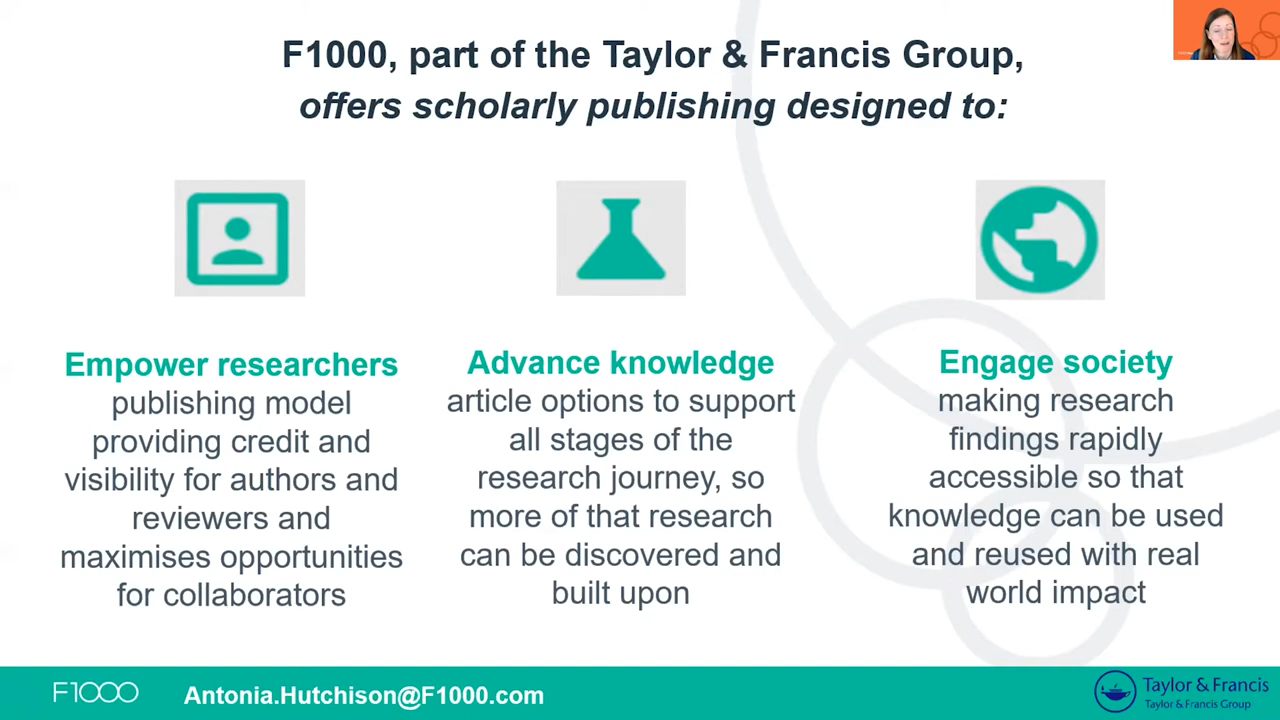 F1000, part of the Taylor & Francis Group,
offers scholarly publishing designed to:
Empower researchers
publishing model
providing credit and
visibility for authors and
reviewers and
maximises opportunities
for collaborators
Advance knowledge
article options to support
all stages of the
research journey, so
more of that research
can be discovered and
built upon
Engage society
making research
findings rapidly
accessible so that
knowledge can be used
and reused with real
world impact
F1000
Antonia.Hutchison@F1000.com
Taylor & Francis
Taylor & Francis Group